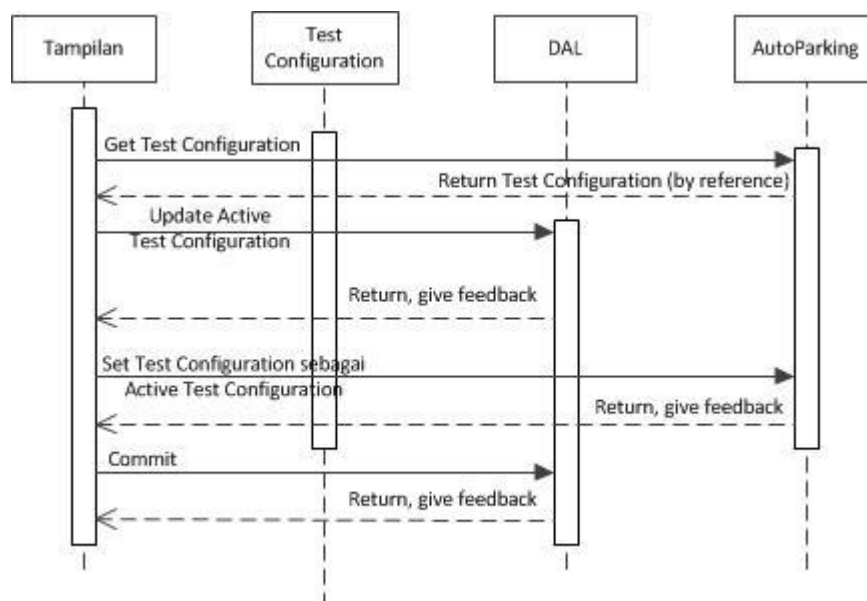 Tampilan
Test
Configuration
DAL
AutoParking
Get Test Configuration
Return Test Configuration (by reference)
Update Active
Test Configuration
Return, give feedback
Set Test Configuration sebagai
Active Test Configuration
Return, give feedback
Commit
Return, give feedback